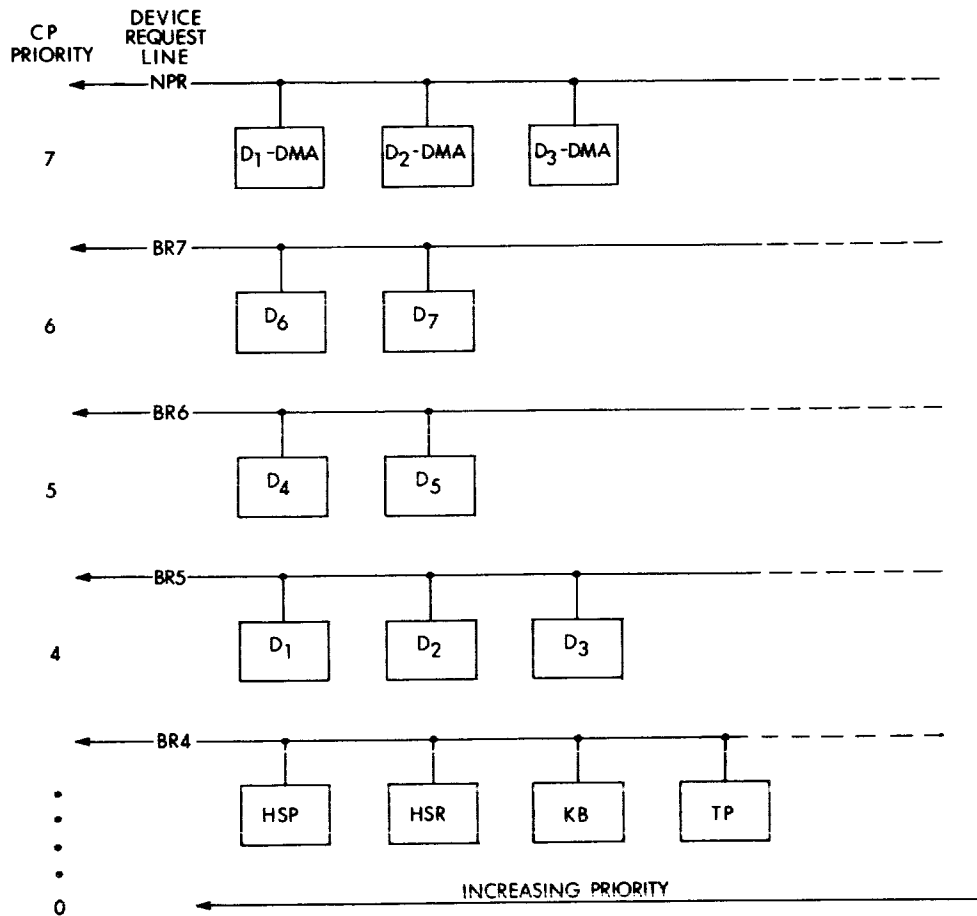 CP PRIORITY
DEVICE REQUEST LINE
NPR
D1-DMA D2-DMA D3-DMA
7
BR7
D6 D7
6
BR6
D4 D5
5
BR5
D1 D2 D3
4
BR4
HSP HSR KB TP
INCREASING PRIORITY
0